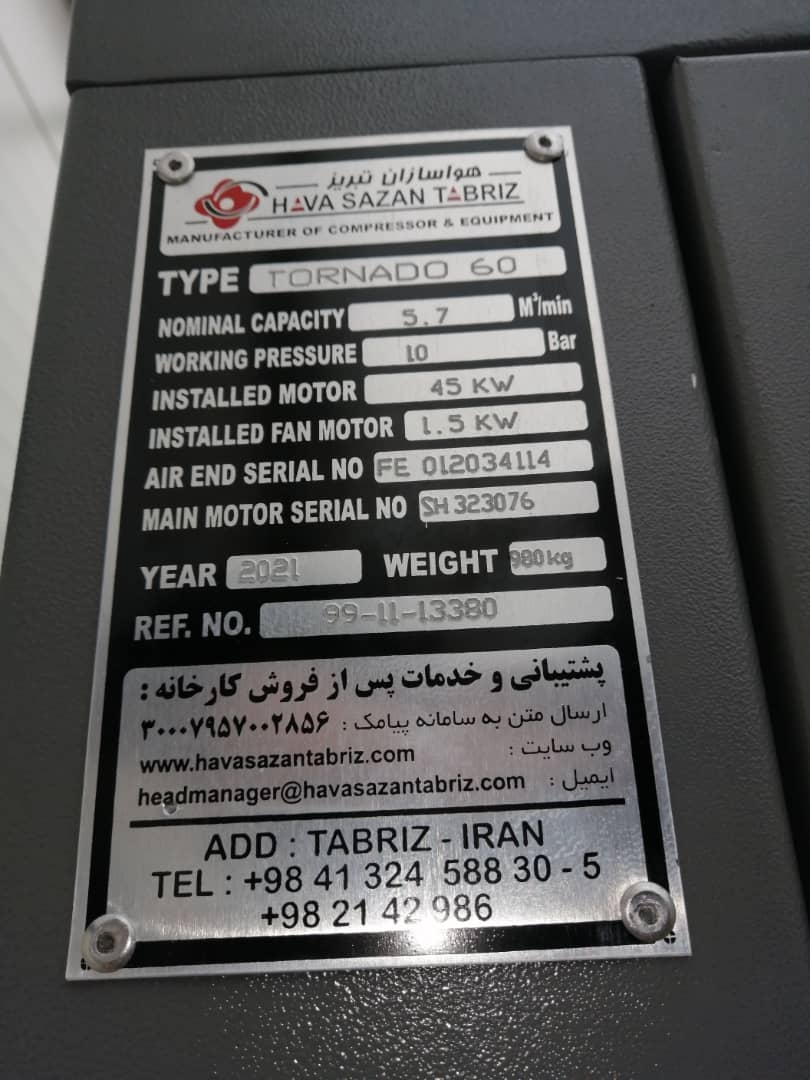 هواسازان تبریز
HAVA SAZAN TABRIZ
MANUFACTURER OF COMPRESSOR & EQUIPMENT
TYPE TORNADO 60
NOMINAL CAPACITY 5.7 M³/min
WORKING PRESSURE 10 Bar
INSTALLED MOTOR 45 KW
INSTALLED FAN MOTOR 1.5 KW
AIR END SERIAL NO FE 012034114
MAIN MOTOR SERIAL NO SH 323076
YEAR 2021 WEIGHT 980kg
REF. NO. 99-11-13380
پشتیبانی و خدمات پس از فروش کارخانه :
ارسال متن به سامانه پیامک : ۳۰۰۰۷۹۵۷۰۰۲۸۵۶
وب سایت : www.havasazantabriz.com
ایمیل : headmanager@havasazantabriz.com
ADD : TABRIZ - IRAN
TEL : +98 41 324 588 30 - 5
+98 21 42 986